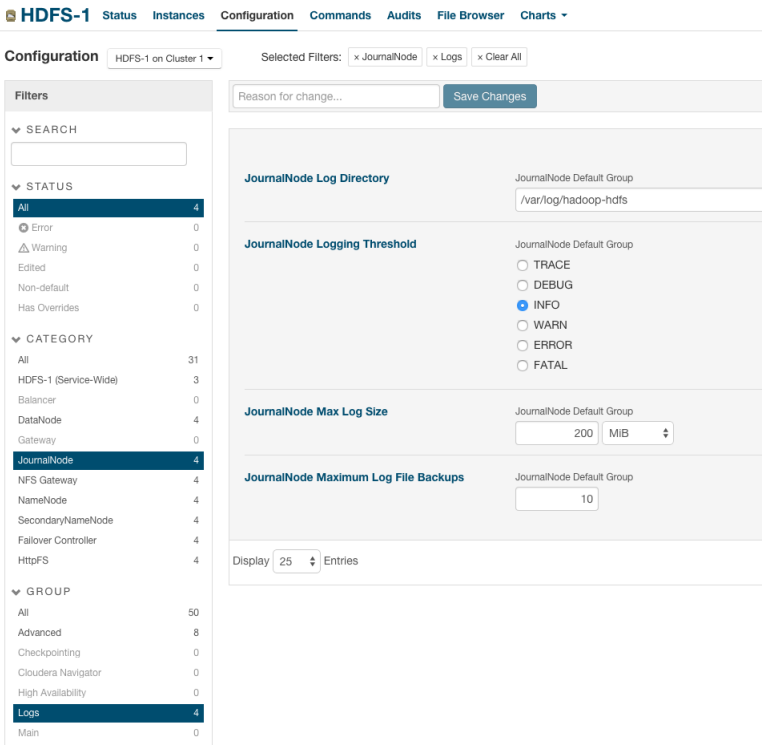 HDFS-1 Status Instances Configuration Commands Audits File Browser Charts
Configuration HDFS-1 on Cluster 1 Selected Filters: × JournalNode × Logs × Clear All
Filters
SEARCH
STATUS
All 4
Error 0
Warning 0
Edited 0
Non-default 0
Has Overrides 0
CATEGORY
All 31
HDFS-1 (Service-Wide) 3
Balancer 0
DataNode 4
Gateway 0
JournalNode 4
NFS Gateway 4
NameNode 4
SecondaryNameNode 4
Failover Controller 4
HttpFS 4
GROUP
All 50
Advanced 8
Checkpointing 0
Cloudera Navigator 0
High Availability 0
Logs 4
Main 0
Reason for change... Save Changes
JournalNode Log Directory JournalNode Default Group
/var/log/hadoop-hdfs
JournalNode Logging Threshold JournalNode Default Group
TRACE
DEBUG
INFO
WARN
ERROR
FATAL
JournalNode Max Log Size JournalNode Default Group
200 MiB
JournalNode Maximum Log File Backups JournalNode Default Group
10
Display 25 Entries